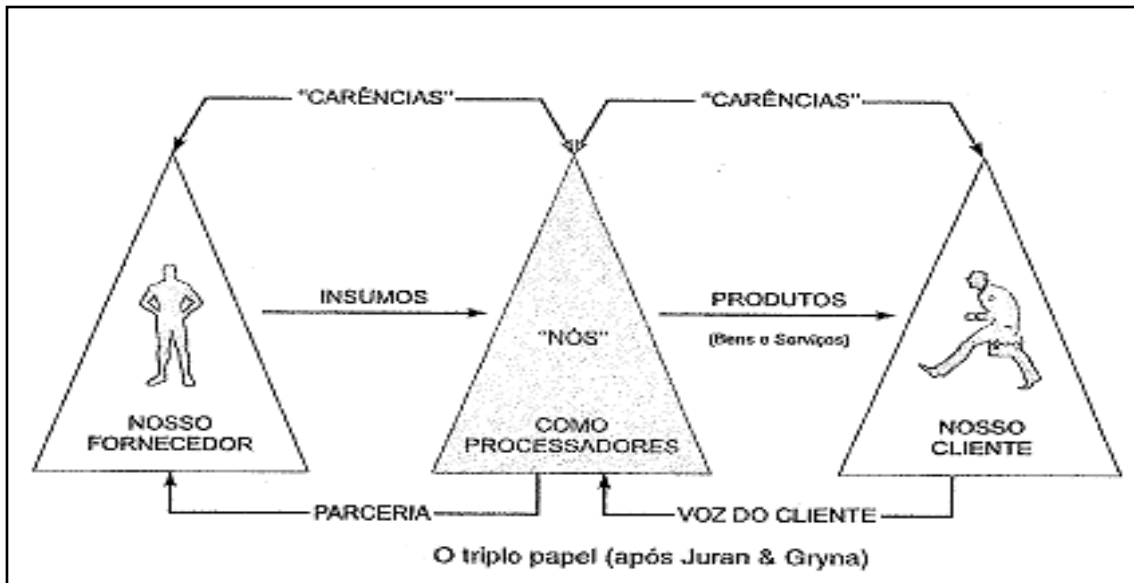 "CARÊNCIAS"
"CARÊNCIAS"
INSUMOS
PRODUTOS
(Bens e Serviços)
"NÓS"
NOSSO
FORNECEDOR
COMO
PROCESSADORES
NOSSO
CLIENTE
PARCERIA
VOZ DO CLIENTE
O triplo papel (após Juran & Gryna)